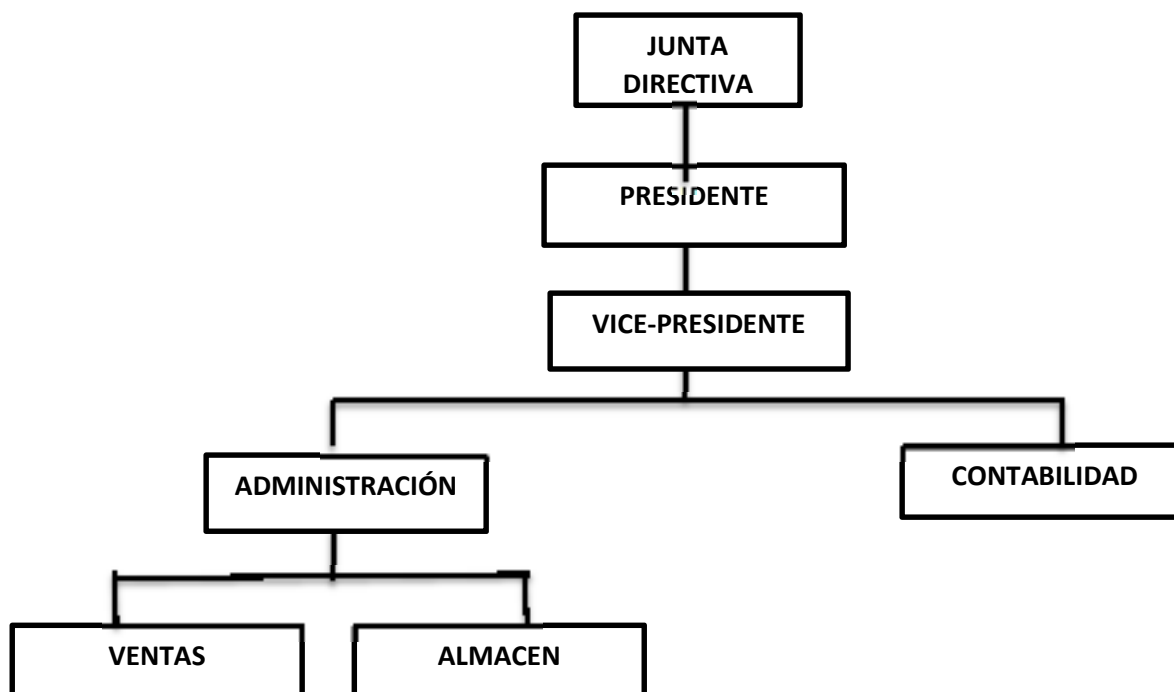 JUNTA
DIRECTIVA
PRESIDENTE
VICE-PRESIDENTE
ADMINISTRACIÓN
CONTABILIDAD
VENTAS
ALMACEN